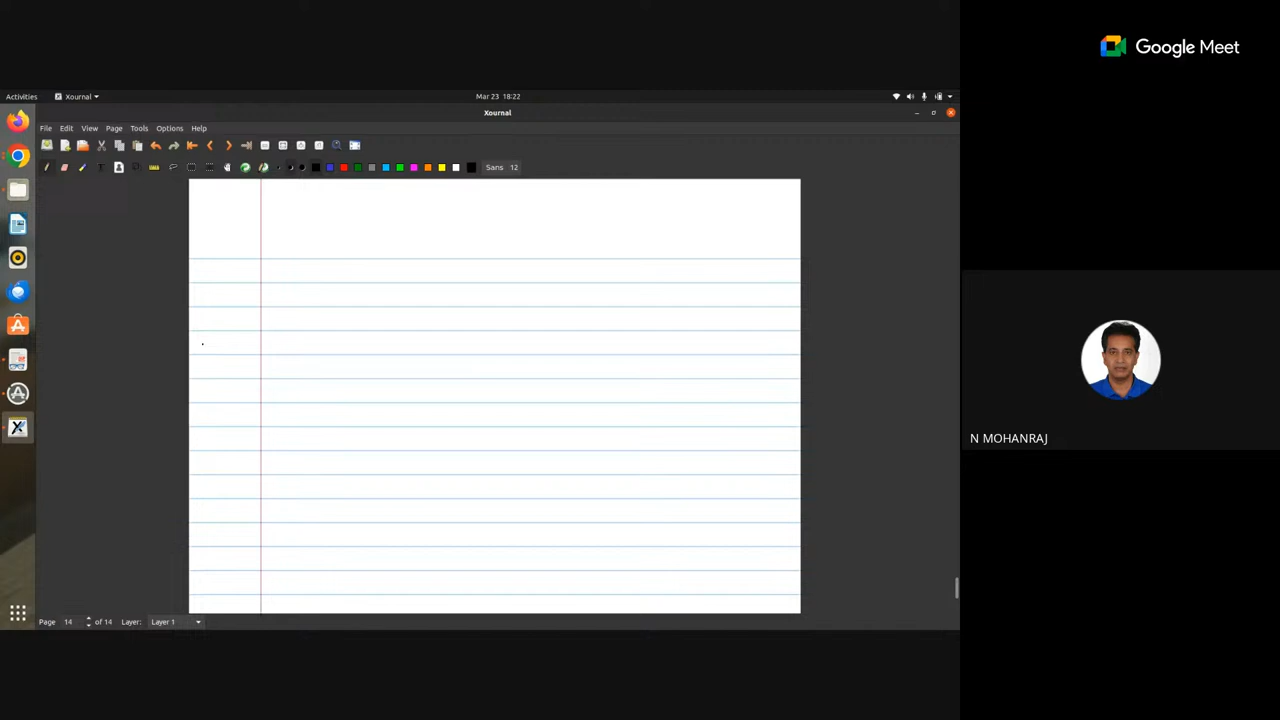 Google Meet
Activities Xournal Mar 23 18:22
Xournal
File Edit View Page Tools Options Help
Sans 12
N MOHANRAJ
Page 14 of 14 Layer: Layer 1